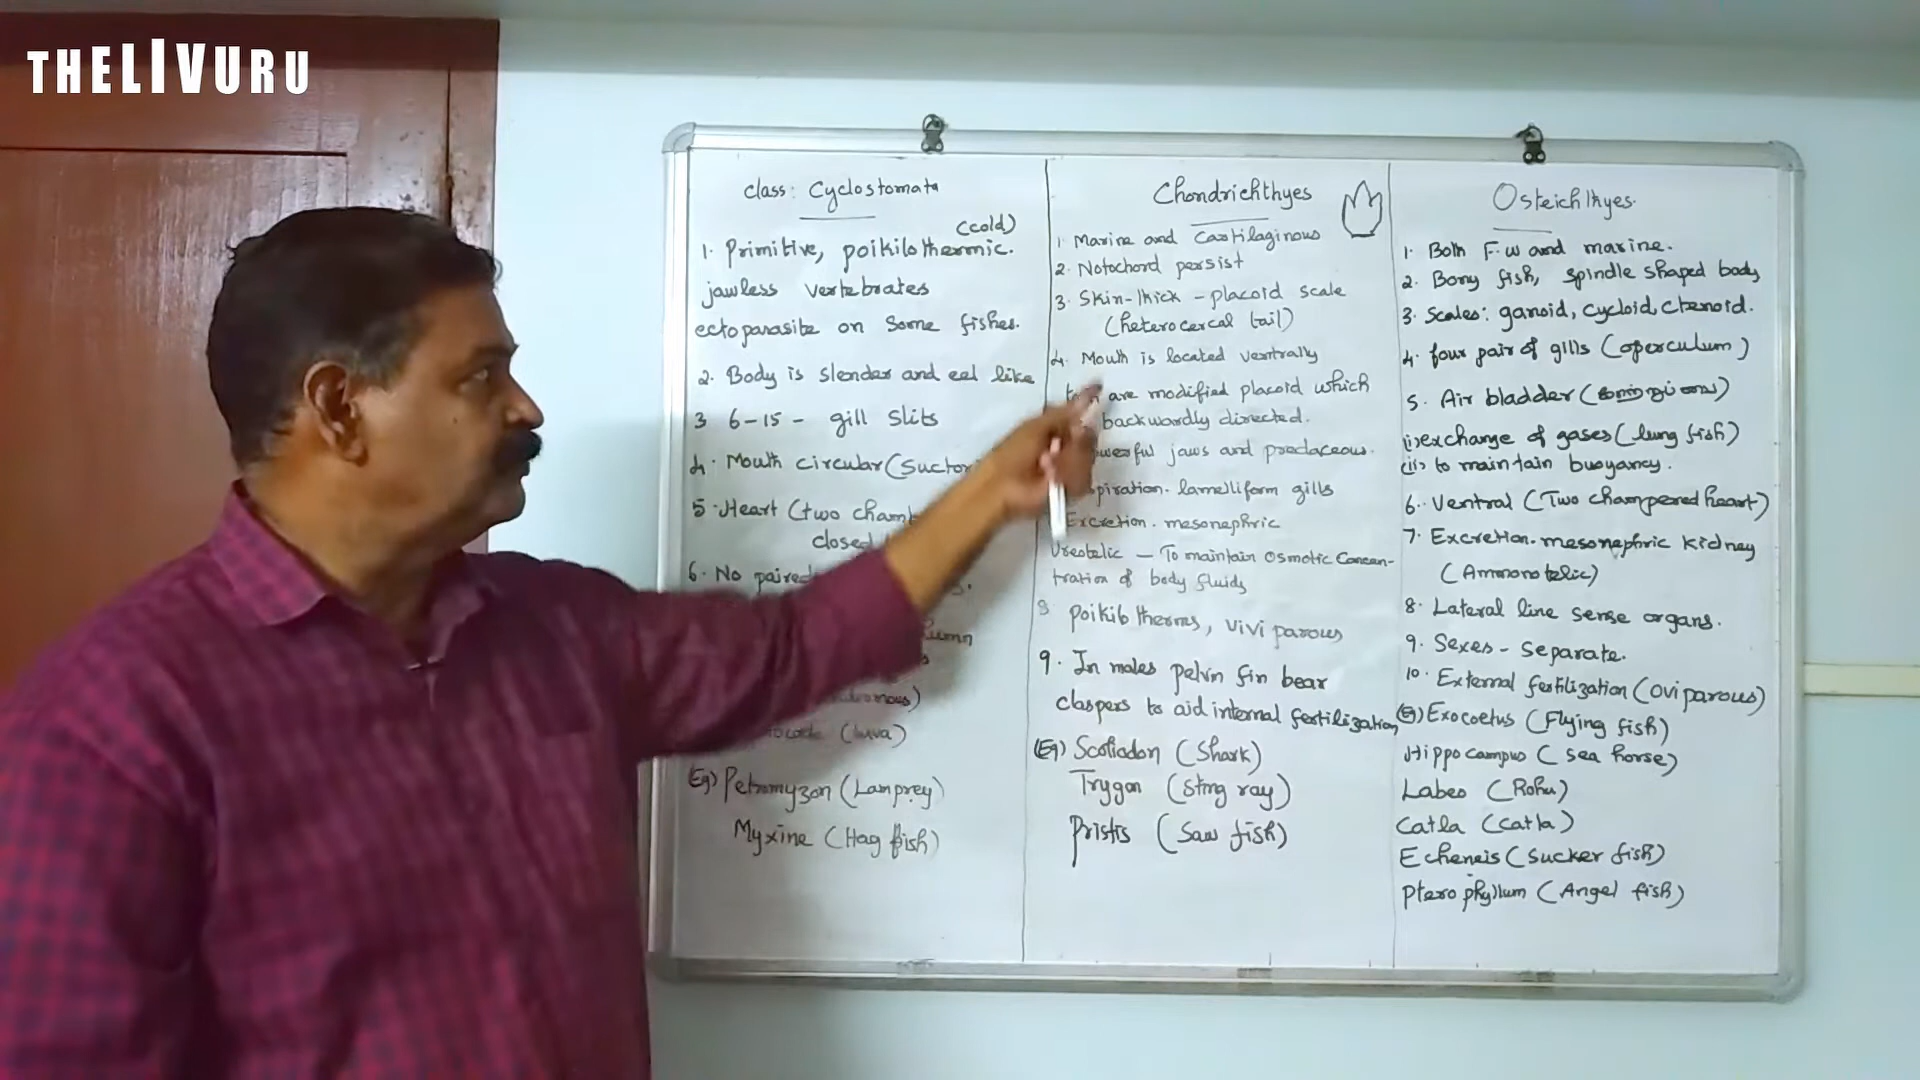 THELIVURU
class: Cyclostomata
(cold)
1. Primitive, poikilothermic.
jawless vertebrates
ectoparasite on some fishes.
2. Body is slender and eel like
3 6-15 - gill slits
4. Mouth circular (suctor
5. Heart (two chamb
closed
6. No paired
umn
(larva)
(Eg) Petromyzon (Lamprey)
Myxine (Hag fish)
Chondrichthyes
1. Marine and Cartilaginous
2. Notochord persist
3. Skin-thick - placoid scale
(heterocercal tail)
4. Mouth is located ventrally
are modified placoid which
backwardly directed.
jaws and predaceous.
piration. lamelliform gills
Excretion. mesonephric
Ureotelic - To maintain Osmotic Concen-
tration of body fluids
8 poikilotherms, viviparous
9. In males pelvin fin bear
claspers to aid internal fertilization
(Eg) Scoliodon (Shark)
Trygon (Sting ray)
Pristis (Saw fish)
Osteichthyes.
1. Both F.w and marine.
2. Bony fish, spindle shaped body
3. Scales: ganoid, cycloid, ctenoid.
4. four pair of gills (operculum)
5. Air bladder (
(i) exchange of gases (lung fish)
(ii) to maintain buoyancy.
6. Ventral (Two champered heart)
7. Excretion. mesonephric kidney
(Ammonotelic)
8. Lateral line sense organs.
9. Sexes - separate.
10. External fertilization (oviparous)
(Eg) Exocoetus (Flying fish)
Hippocampus (sea horse)
Labeo (Rohu)
Catla (catla)
Echeneis (Sucker fish)
Pterophyllum (Angel fish)